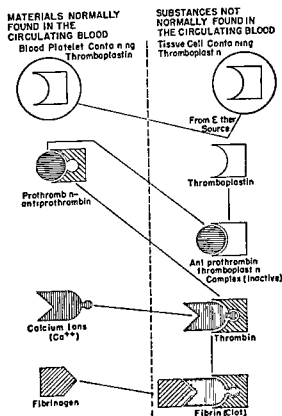 MATERIALS NORMALLY
FOUND IN THE
CIRCULATING BLOOD
Blood Platelet Conta n ng
Thromboplastin
SUBSTANCES NOT
NORMALLY FOUND IN
THE CIRCULATING BLOOD
Tissue Cell Conta n ng
Thromboplast n
From E ther
Source
Thromboplastin
Prothromb n-
antiprothrombin
Ant prothrombin
thromboplast n
Complex (Inactive)
Calcium Ions
(Ca++)
Thrombin
Fibrinogen
Fibrin (Clot)